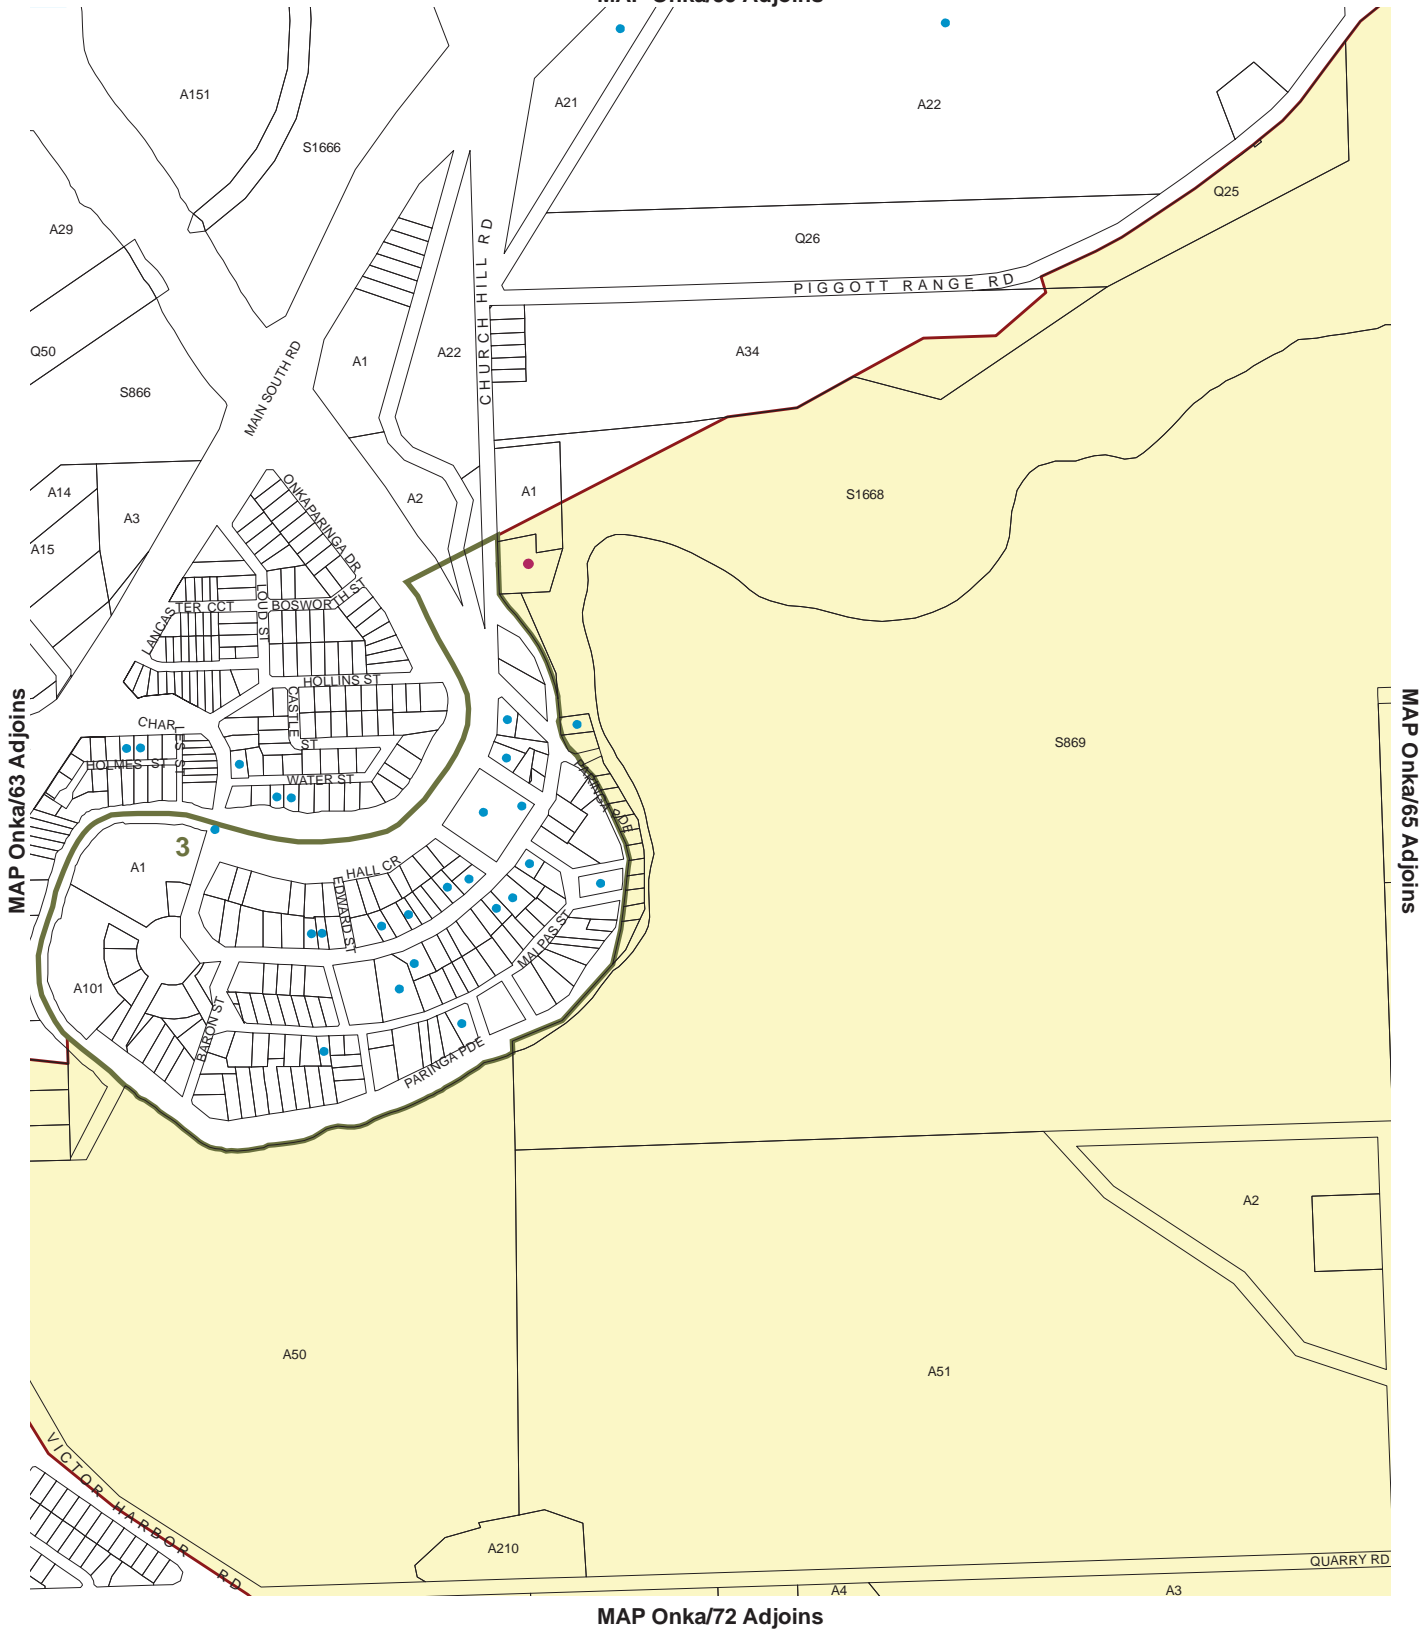 A151
A21
A22
S1666
Q25
A29
Q26
CHURCH HILL RD
PIGGOTT RANGE RD
Q50
A1
A22
A34
S866
MAIN SOUTH RD
A14
A3
A2
A1
S1668
A15
ONKAPARINGA DR
LANCASTER CCT
LOUD ST
BOSWORTH ST
HOLLINS ST
CASTLE ST
CHARLES ST
HOLMES ST
WATER ST
S869
MAP Onka/63 Adjoins
MAP Onka/65 Adjoins
PARINGA PDE
3
A1
HALL CR
EDWARD ST
MALPAS ST
A101
BARON ST
PARINGA PDE
A2
A50
A51
VICTOR HARBOR RD
A210
QUARRY RD
A4
A3
MAP Onka/72 Adjoins